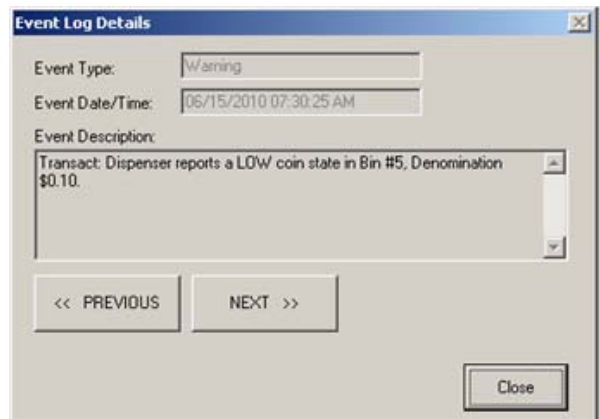 Event Log Details
Event Type: Warning
Event Date/Time: 06/15/2010 07:30:25 AM
Event Description:
Transact: Dispenser reports a LOW coin state in Bin #5, Denomination
$0.10.
<< PREVIOUS NEXT >>
Close